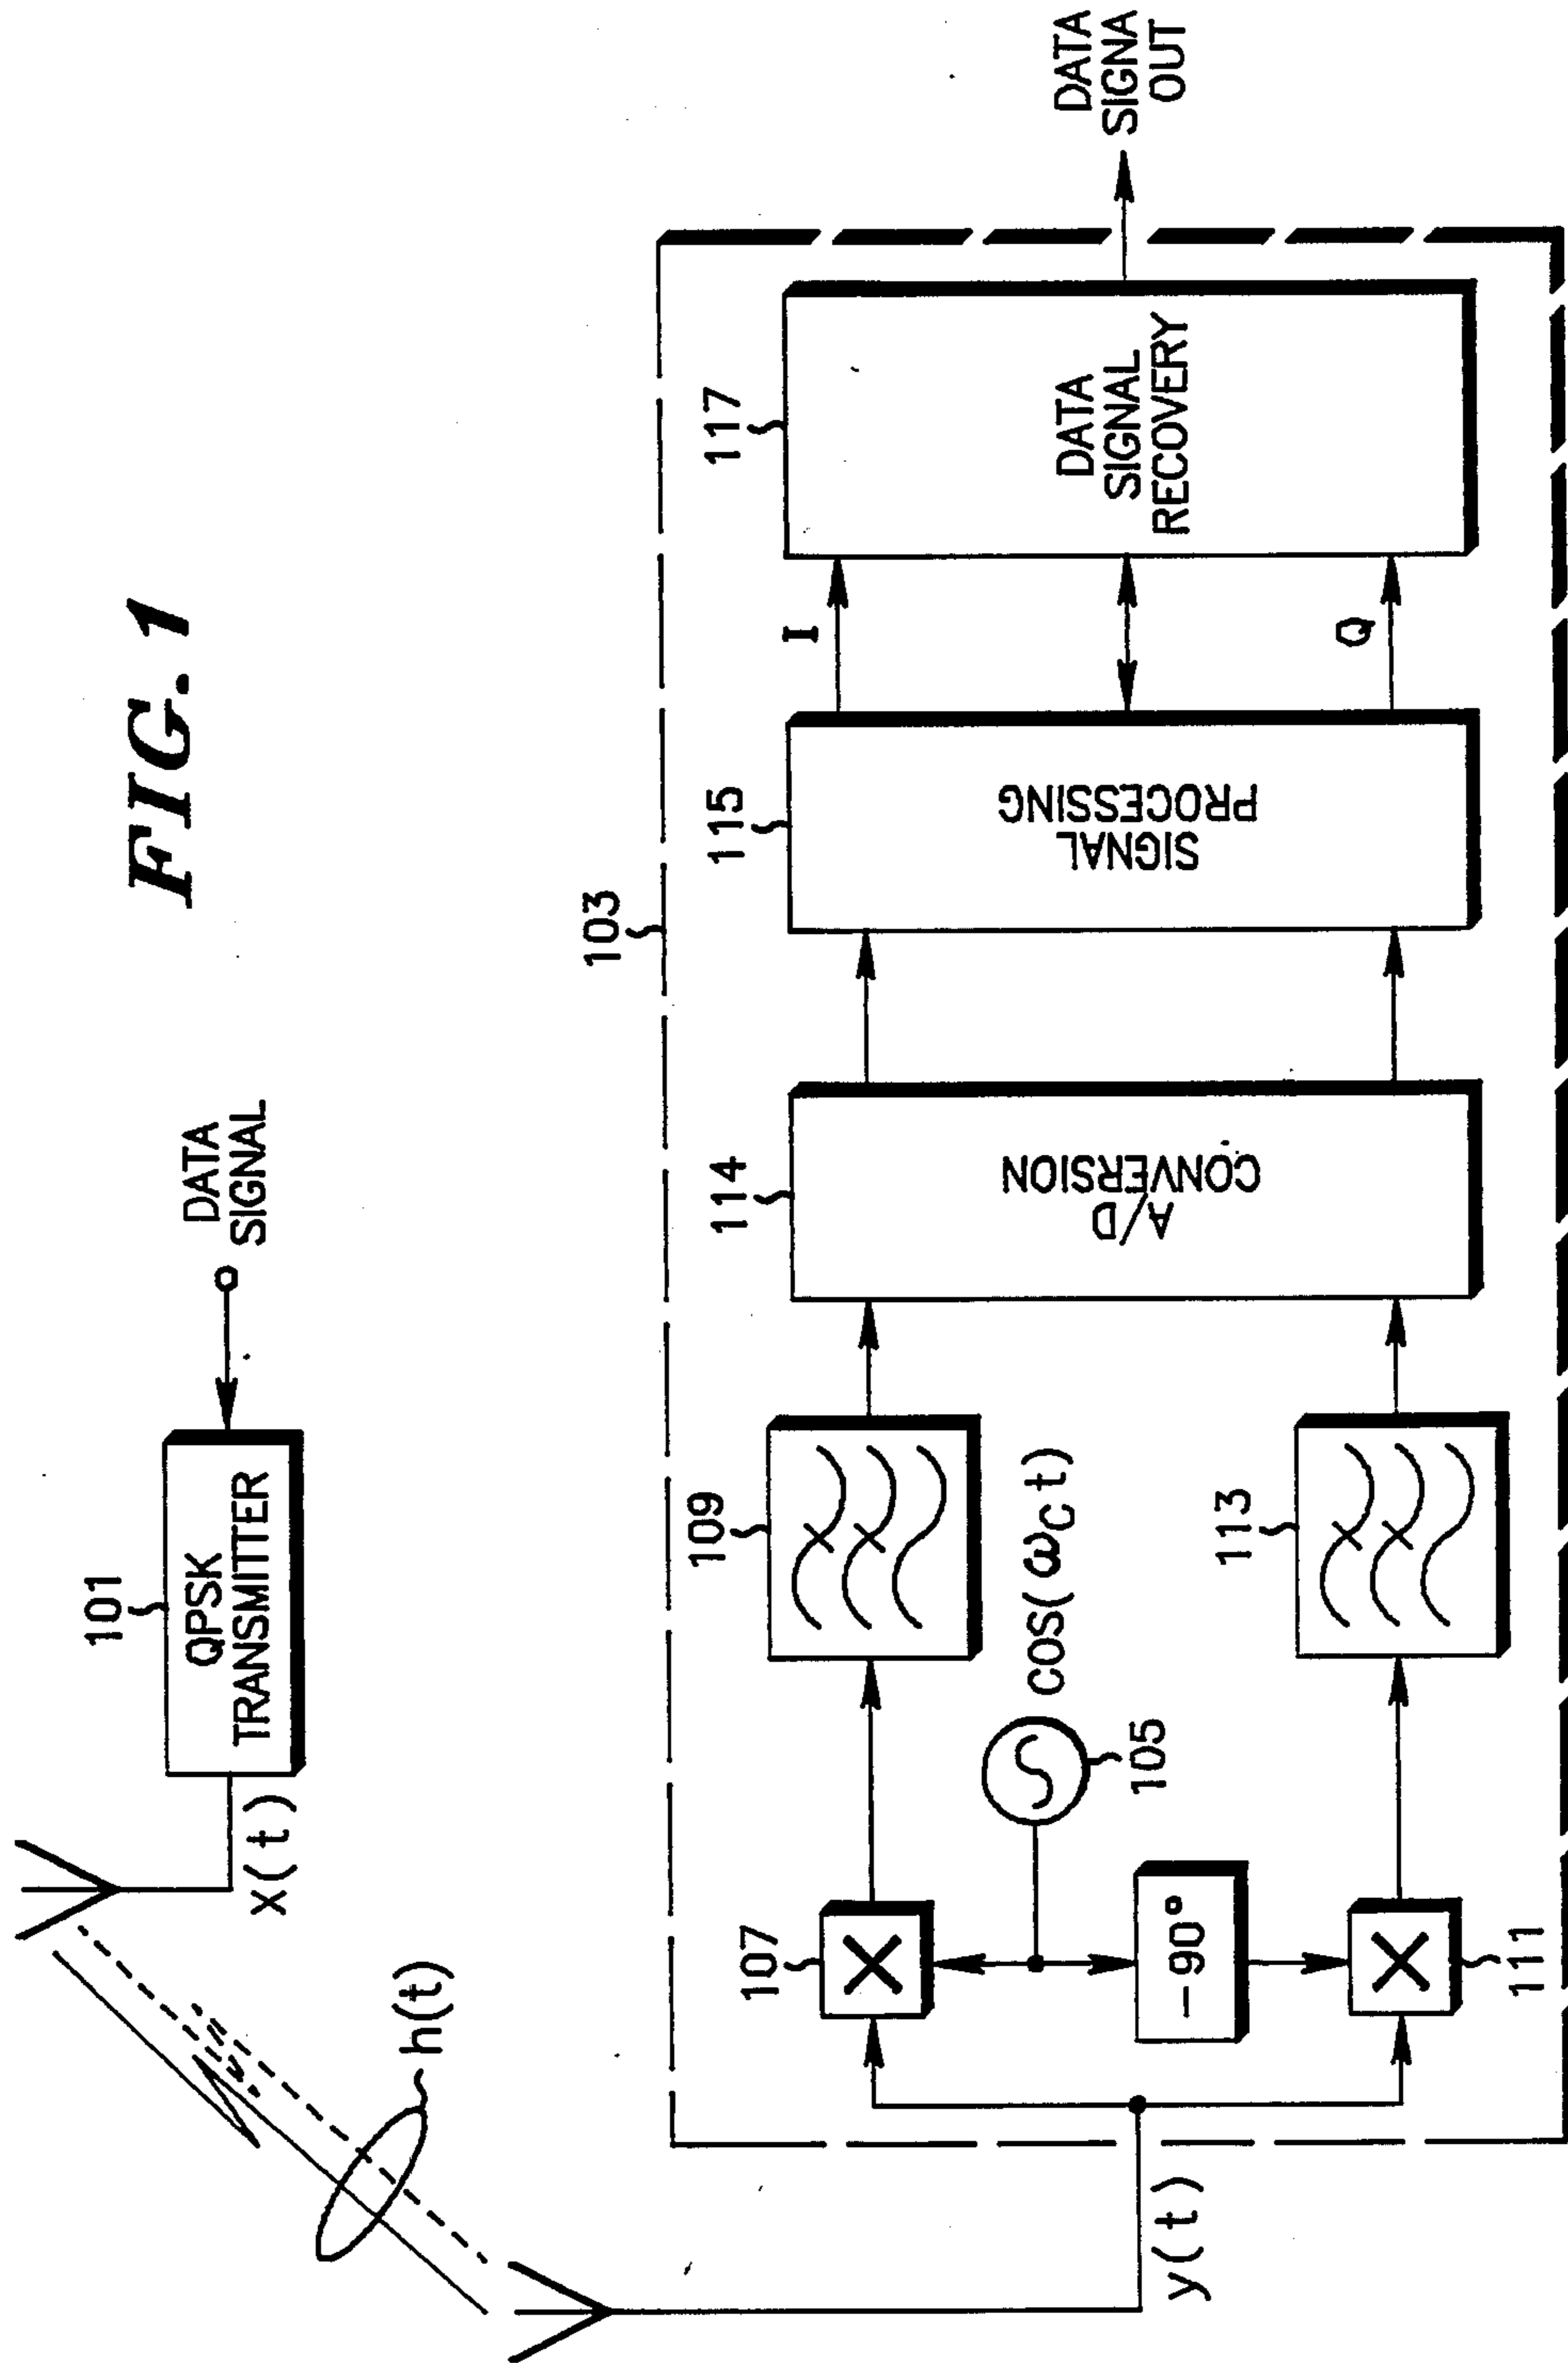 FIG. 1
101
QPSK
TRANSMITTER
DATA
SIGNAL
x(t)
h(t)
y(t)
103
107
109
114
115
117
A/D
CONVERSION
SIGNAL
PROCESSING
I
Q
DATA
SIGNAL
RECOVERY
DATA
SIGNA
OUT
COS(ωCt)
105
-90°
111
113